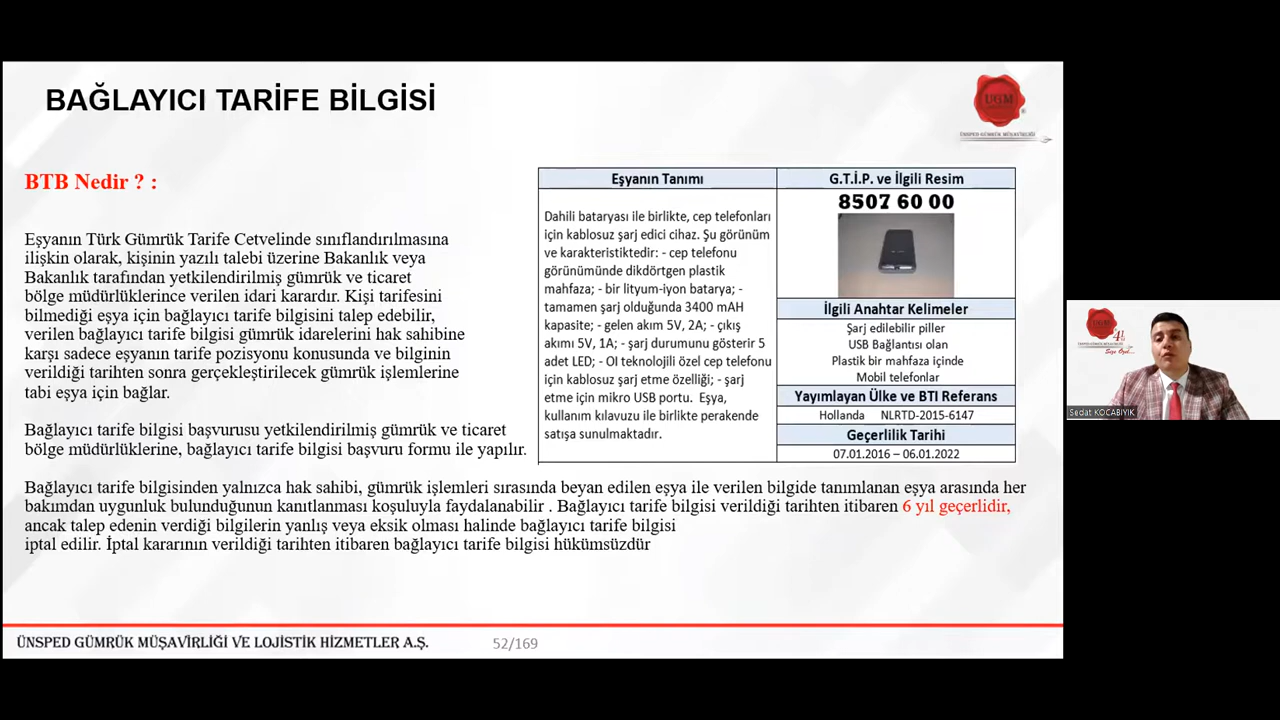 BAĞLAYICI TARİFE BİLGİSİ
UGM
ÜNSPED GÜMRÜK MÜŞAVİRLİĞİ
BTB Nedir ? :
Eşyanın Türk Gümrük Tarife Cetvelinde sınıflandırılmasına
ilişkin olarak, kişinin yazılı talebi üzerine Bakanlık veya
Bakanlık tarafından yetkilendirilmiş gümrük ve ticaret
bölge müdürlüklerince verilen idari karardır. Kişi tarifesini
bilmediği eşya için bağlayıcı tarife bilgisini talep edebilir,
verilen bağlayıcı tarife bilgisi gümrük idarelerini hak sahibine
karşı sadece eşyanın tarife pozisyonu konusunda ve bilginin
verildiği tarihten sonra gerçekleştirilecek gümrük işlemlerine
tabi eşya için bağlar.
Bağlayıcı tarife bilgisi başvurusu yetkilendirilmiş gümrük ve ticaret
bölge müdürlüklerine, bağlayıcı tarife bilgisi başvuru formu ile yapılır.
Eşyanın Tanımı
Dahili bataryası ile birlikte, cep telefonları
için kablosuz şarj edici cihaz. Şu görünüm
ve karakteristiktedir: - cep telefonu
görünümünde dikdörtgen plastik
mahfaza; - bir lityum-iyon batarya; -
tamamen şarj olduğunda 3400 mAH
kapasite; - gelen akım 5V, 2A; - çıkış
akımı 5V, 1A; - şarj durumunu gösterir 5
adet LED; - OI teknolojili özel cep telefonu
için kablosuz şarj etme özelliği; - şarj
etme için mikro USB portu. Eşya,
kullanım kılavuzu ile birlikte perakende
satışa sunulmaktadır.
G.T.İ.P. ve İlgili Resim
8507 60 00
İlgili Anahtar Kelimeler
Şarj edilebilir piller
USB Bağlantısı olan
Plastik bir mahfaza içinde
Mobil telefonlar
Yayımlayan Ülke ve BTI Referans
Hollanda NLRTD-2015-6147
Geçerlilik Tarihi
07.01.2016 – 06.01.2022
Bağlayıcı tarife bilgisinden yalnızca hak sahibi, gümrük işlemleri sırasında beyan edilen eşya ile verilen bilgide tanımlanan eşya arasında her
bakımdan uygunluk bulunduğunun kanıtlanması koşuluyla faydalanabilir . Bağlayıcı tarife bilgisi verildiği tarihten itibaren 6 yıl geçerlidir,
ancak talep edenin verdiği bilgilerin yanlış veya eksik olması halinde bağlayıcı tarife bilgisi
iptal edilir. İptal kararının verildiği tarihten itibaren bağlayıcı tarife bilgisi hükümsüzdür
ÜNSPED GÜMRÜK MÜŞAVİRLİĞİ VE LOJİSTİK HİZMETLER A.Ş.
52/169
UGM
Size Özel...
Sedat KOCABIYIK